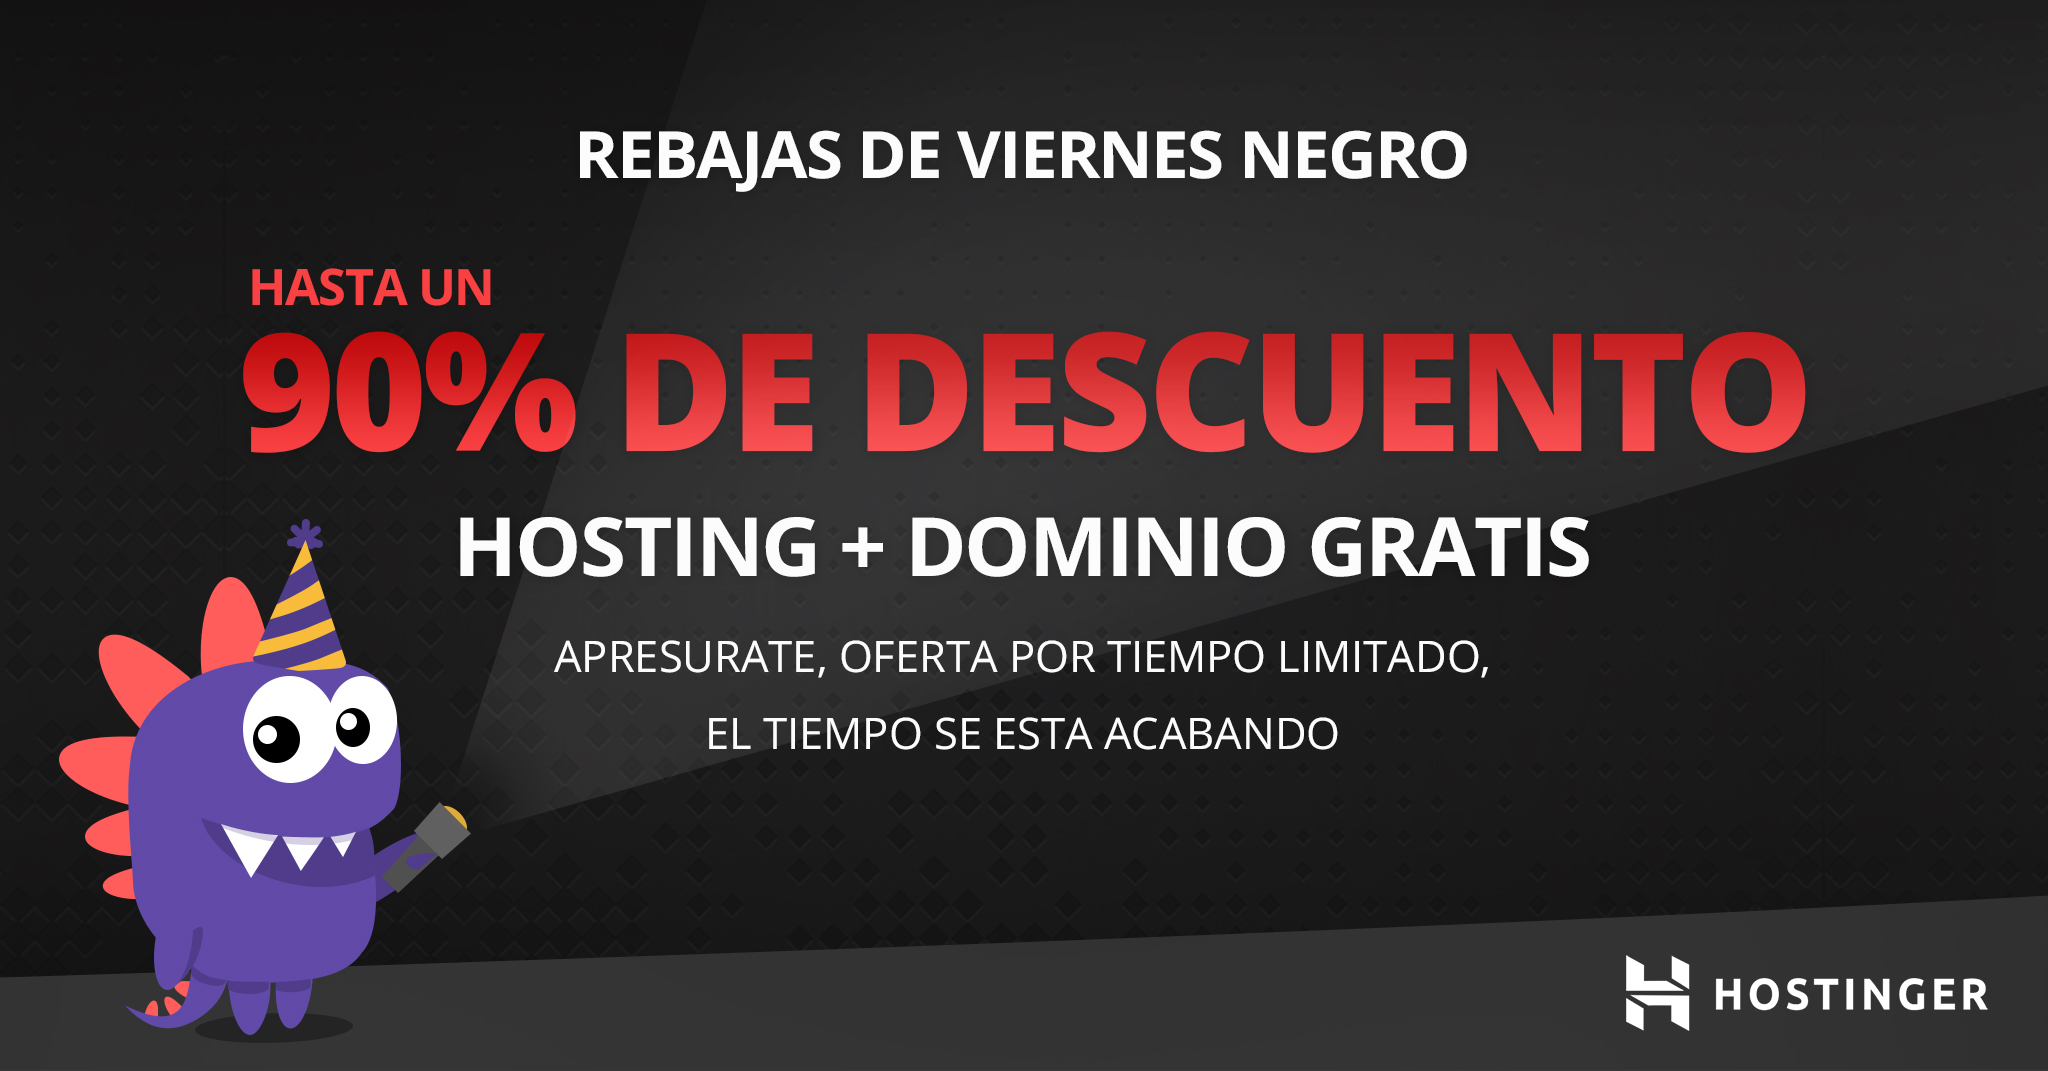 REBAJAS DE VIERNES NEGRO
HASTA UN
90% DE DESCUENTO
HOSTING + DOMINIO GRATIS
APRESURATE, OFERTA POR TIEMPO LIMITADO,
EL TIEMPO SE ESTA ACABANDO
HOSTINGER